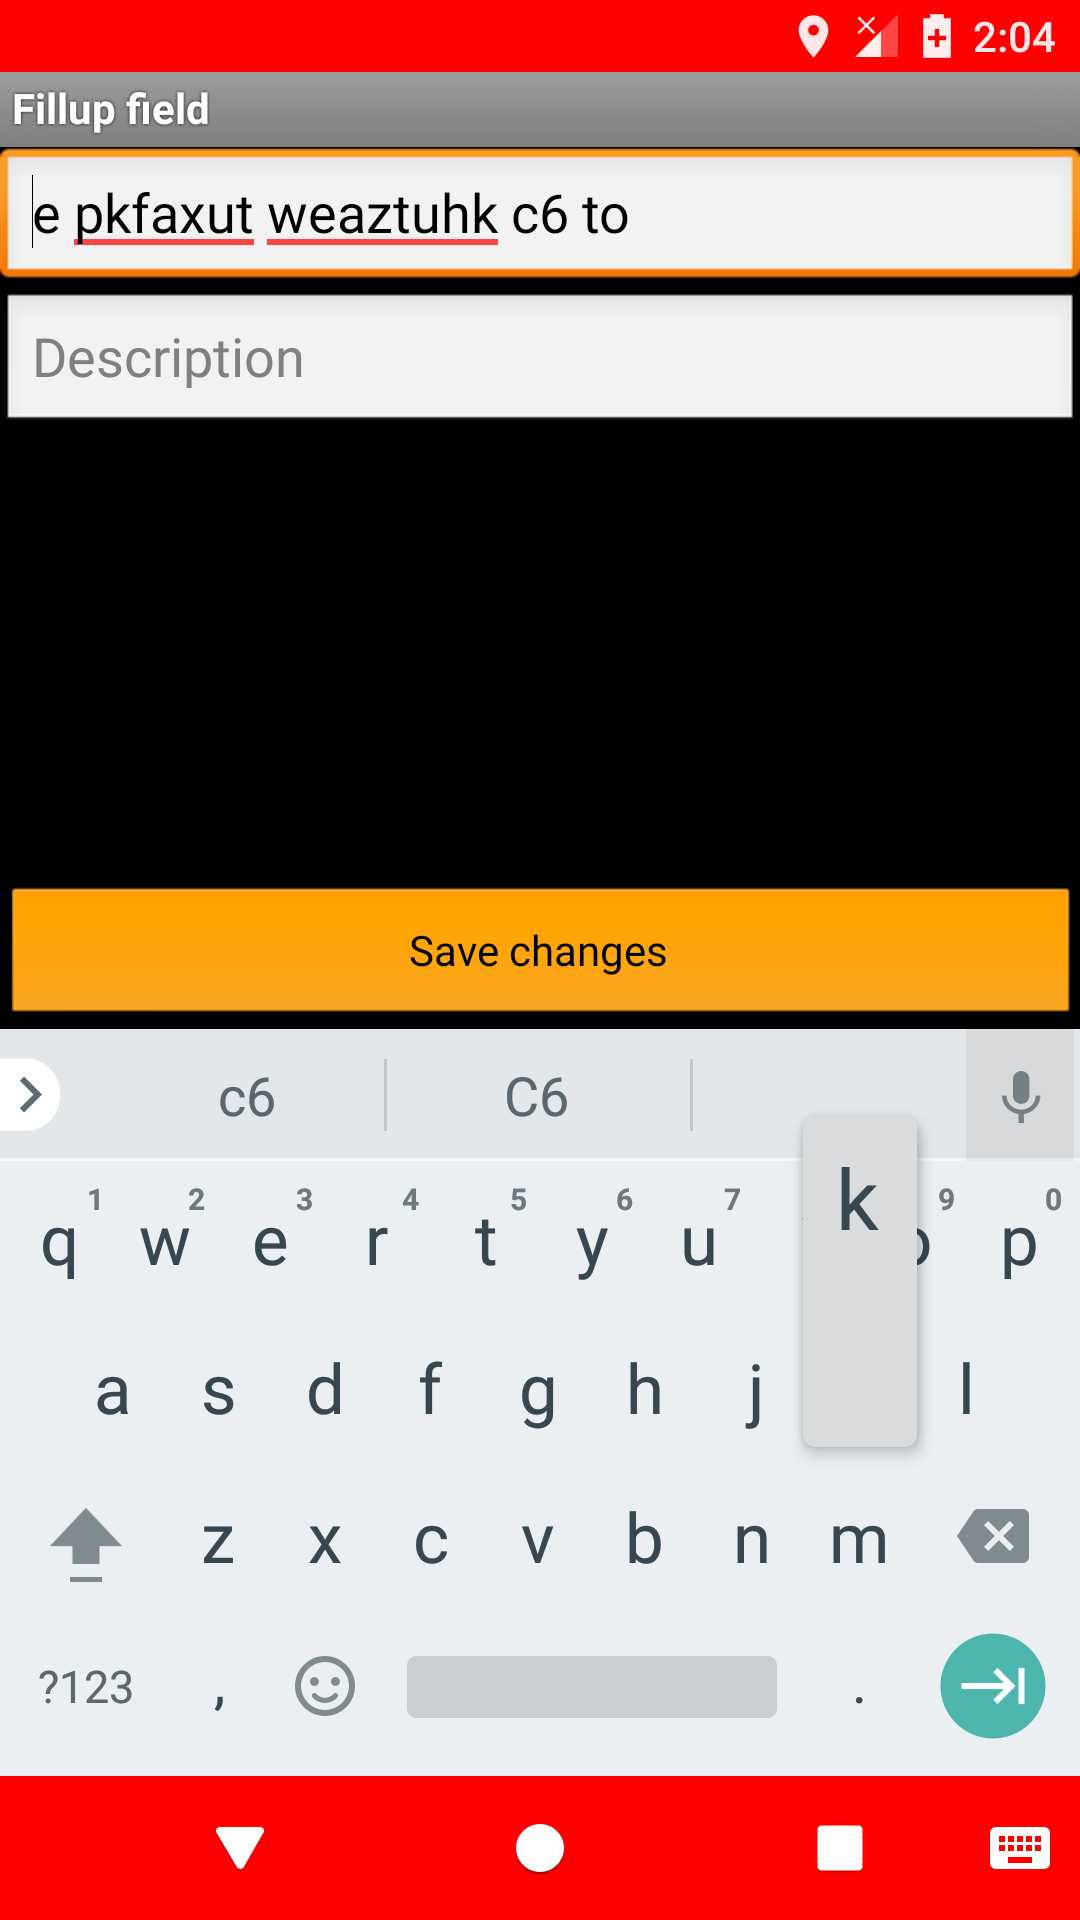 2:04
Fillup field
e pkfaxut weaztuhk c6 to
Description
Save changes
c6 C6
1 2 3 4 5 6 7 9 0
q w e r t y u o p
k
a s d f g h j l
z x c v b n m
?123 , .